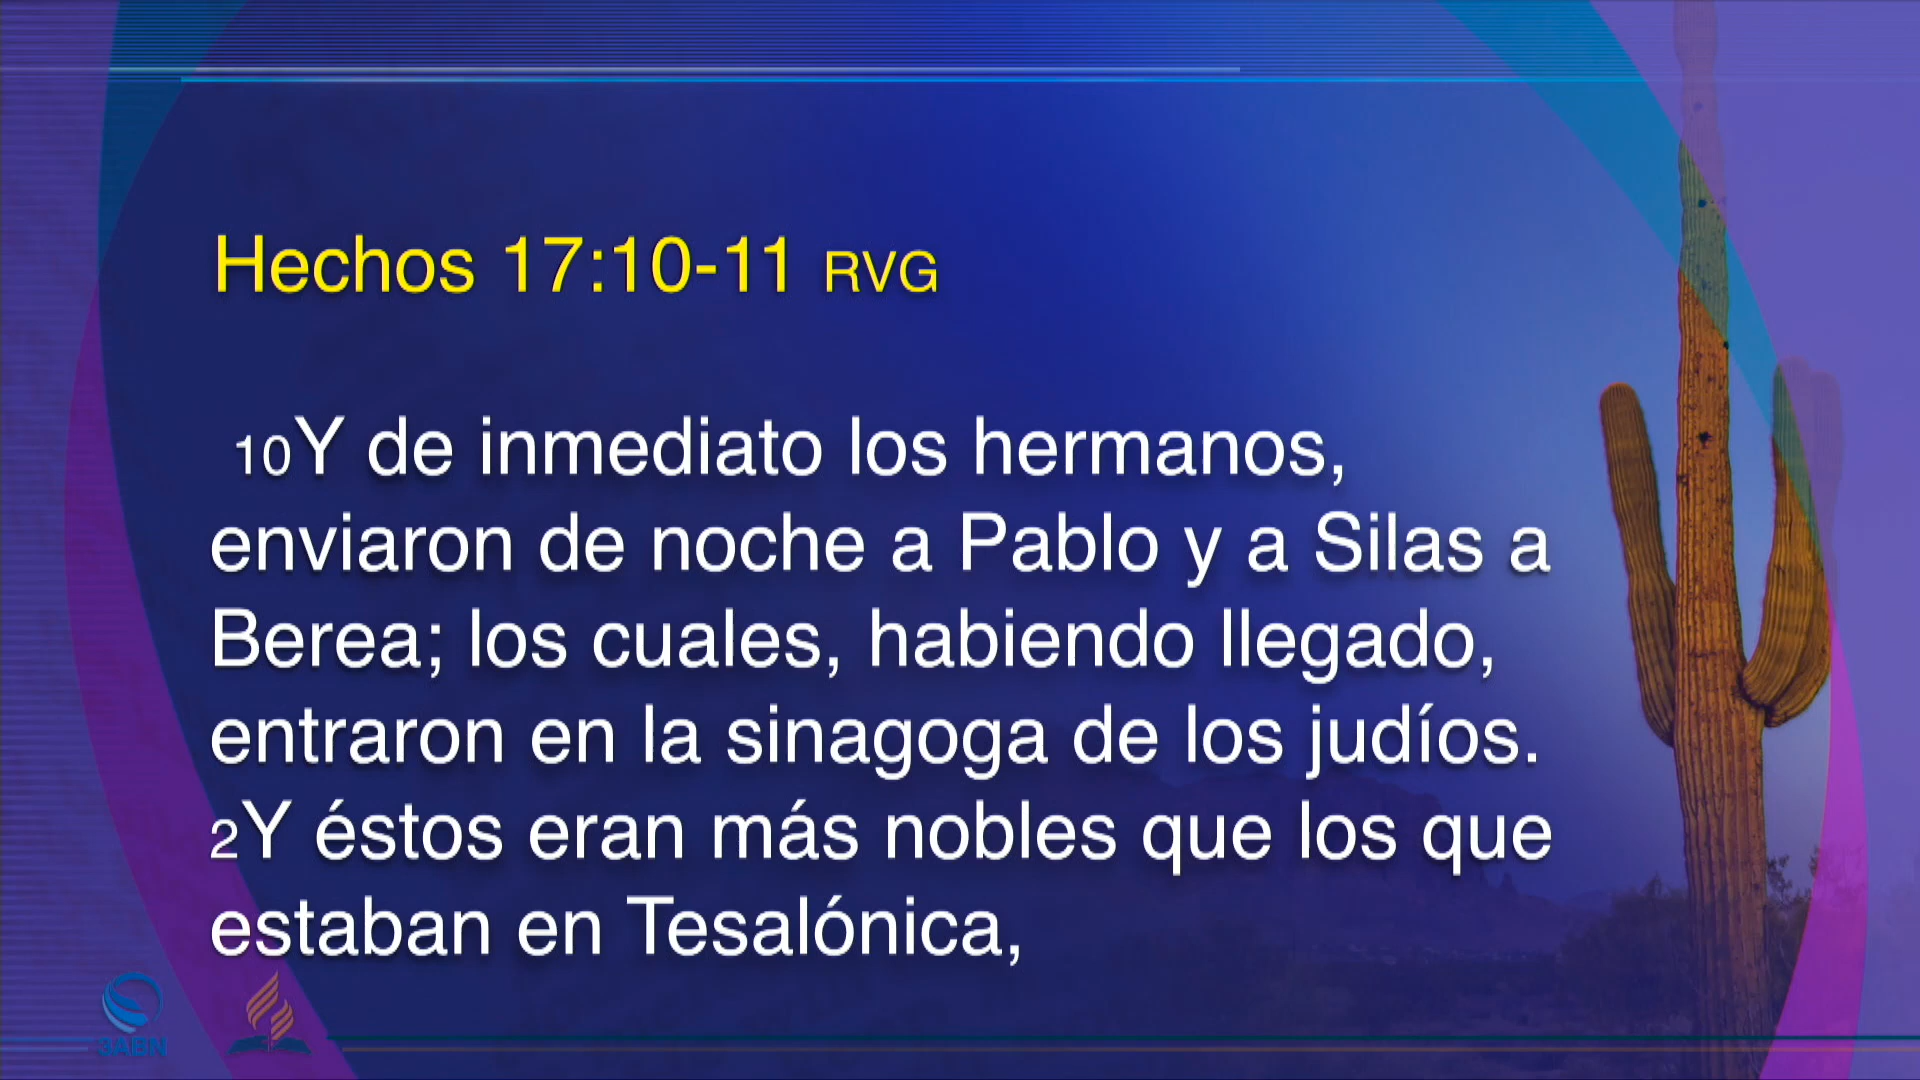 Hechos 17:10-11 RVG
10Y de inmediato los hermanos,
enviaron de noche a Pablo y a Silas a
Berea; los cuales, habiendo llegado,
entraron en la sinagoga de los judíos.
2Y éstos eran más nobles que los que
estaban en Tesalónica,
3ABN